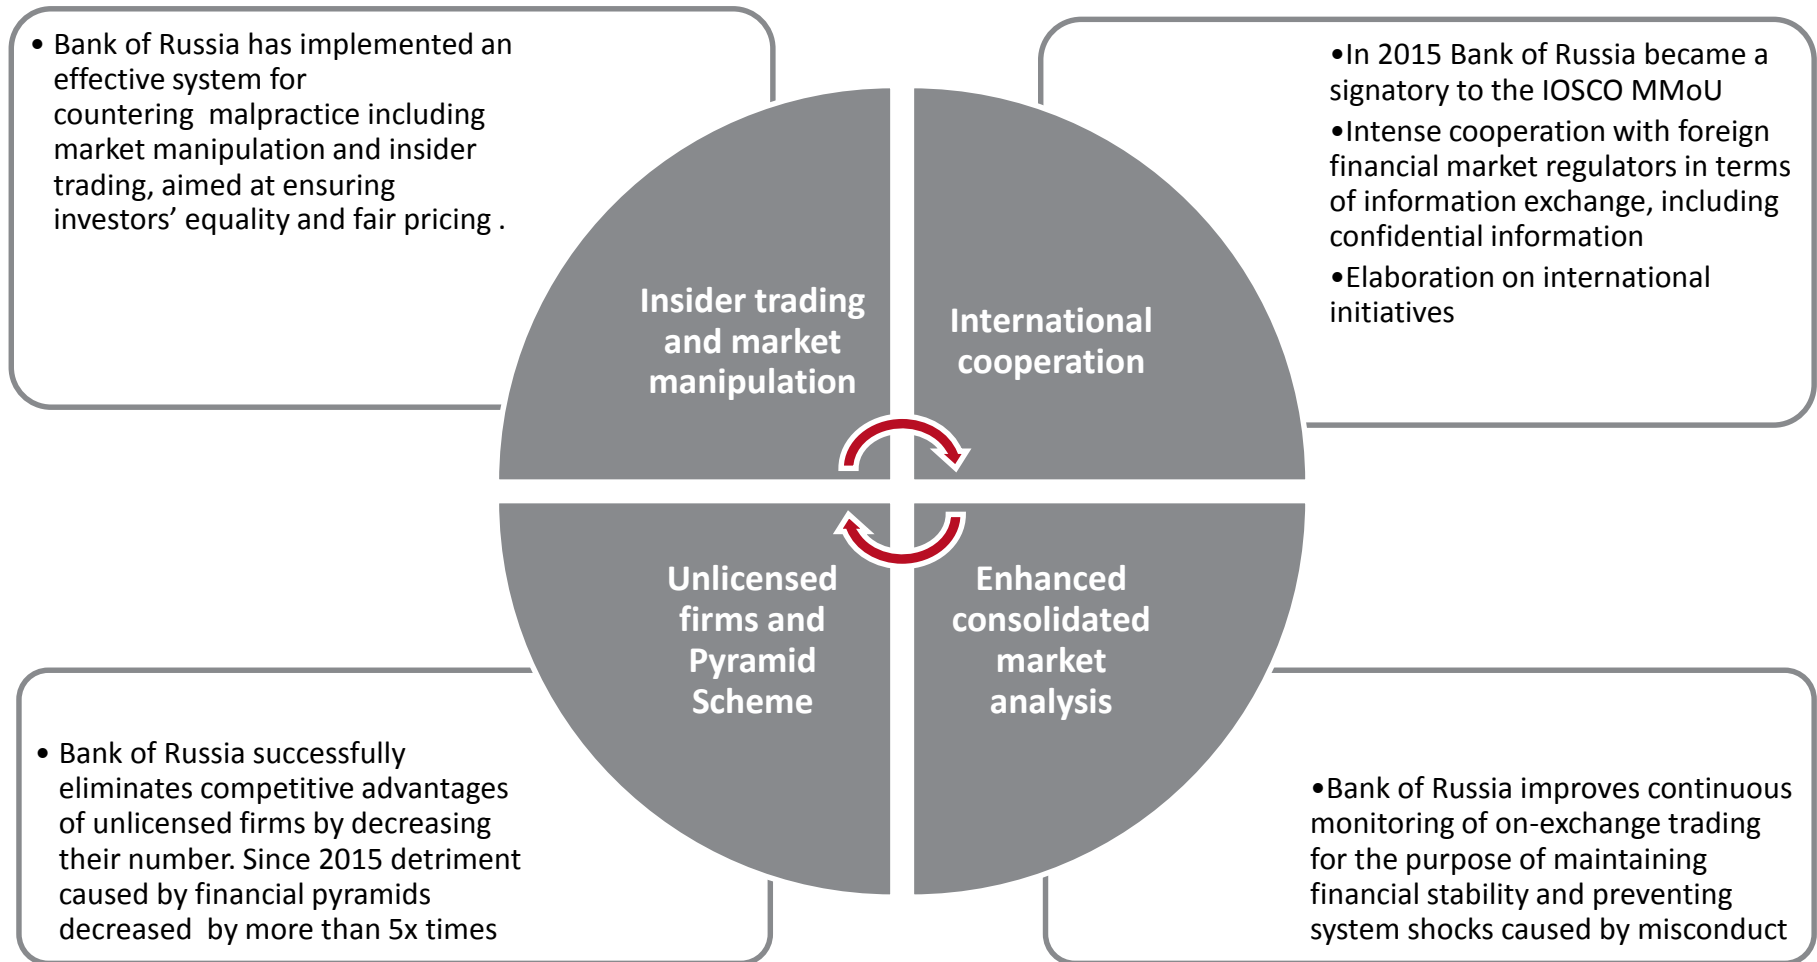 • Bank of Russia has implemented an
effective system for
countering  malpractice including
market manipulation and insider
trading, aimed at ensuring
investors’ equality and fair pricing .
•In 2015 Bank of Russia became a
signatory to the IOSCO MMoU
•Intense cooperation with foreign
financial market regulators in terms
of information exchange, including
confidential information
•Elaboration on international
initiatives
Insider trading
and market
manipulation
International
cooperation
Unlicensed
firms and
Pyramid
Scheme
Enhanced
consolidated
market
analysis
• Bank of Russia successfully
eliminates competitive advantages
of unlicensed firms by decreasing
their number. Since 2015 detriment
caused by financial pyramids
decreased  by more than 5x times
•Bank of Russia improves continuous
monitoring of on-exchange trading
for the purpose of maintaining
financial stability and preventing
system shocks caused by misconduct